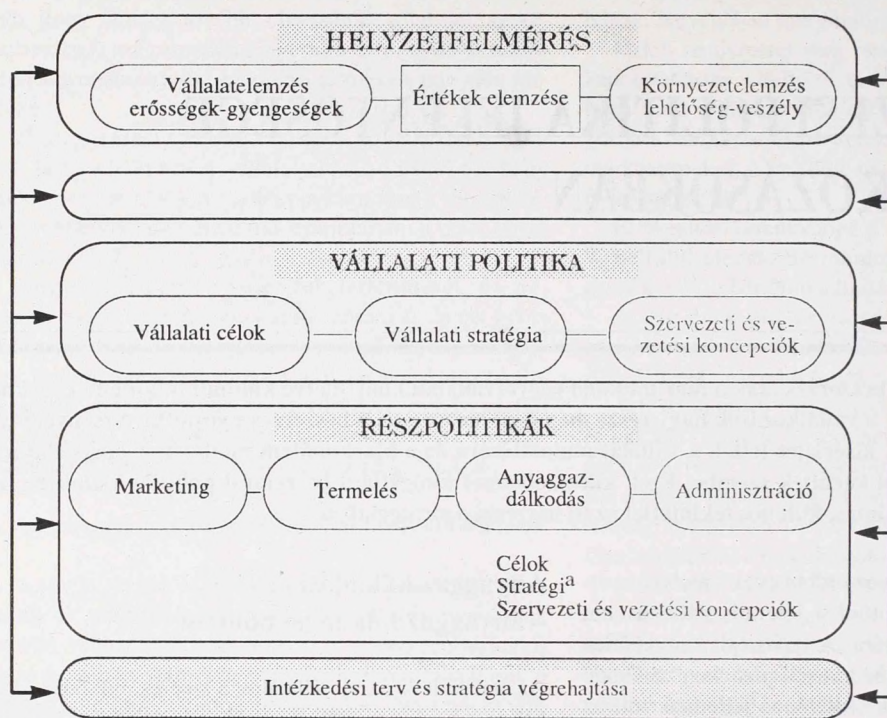 HELYZETFELMÉRÉS
Vállalatelemzés
erősségek-gyengeségek
Értékek elemzése
Környezetelemzés
lehetőség-veszély
VÁLLALATI POLITIKA
Vállalati célok
Vállalati stratégia
Szervezeti és ve-
zetési koncepciók
RÉSZPOLITIKÁK
Marketing
Termelés
Anyaggaz-
dálkodás
Adminisztráció
Célok
Stratégia
Szervezeti és vezetési koncepciók
Intézkedési terv és stratégia végrehajtása